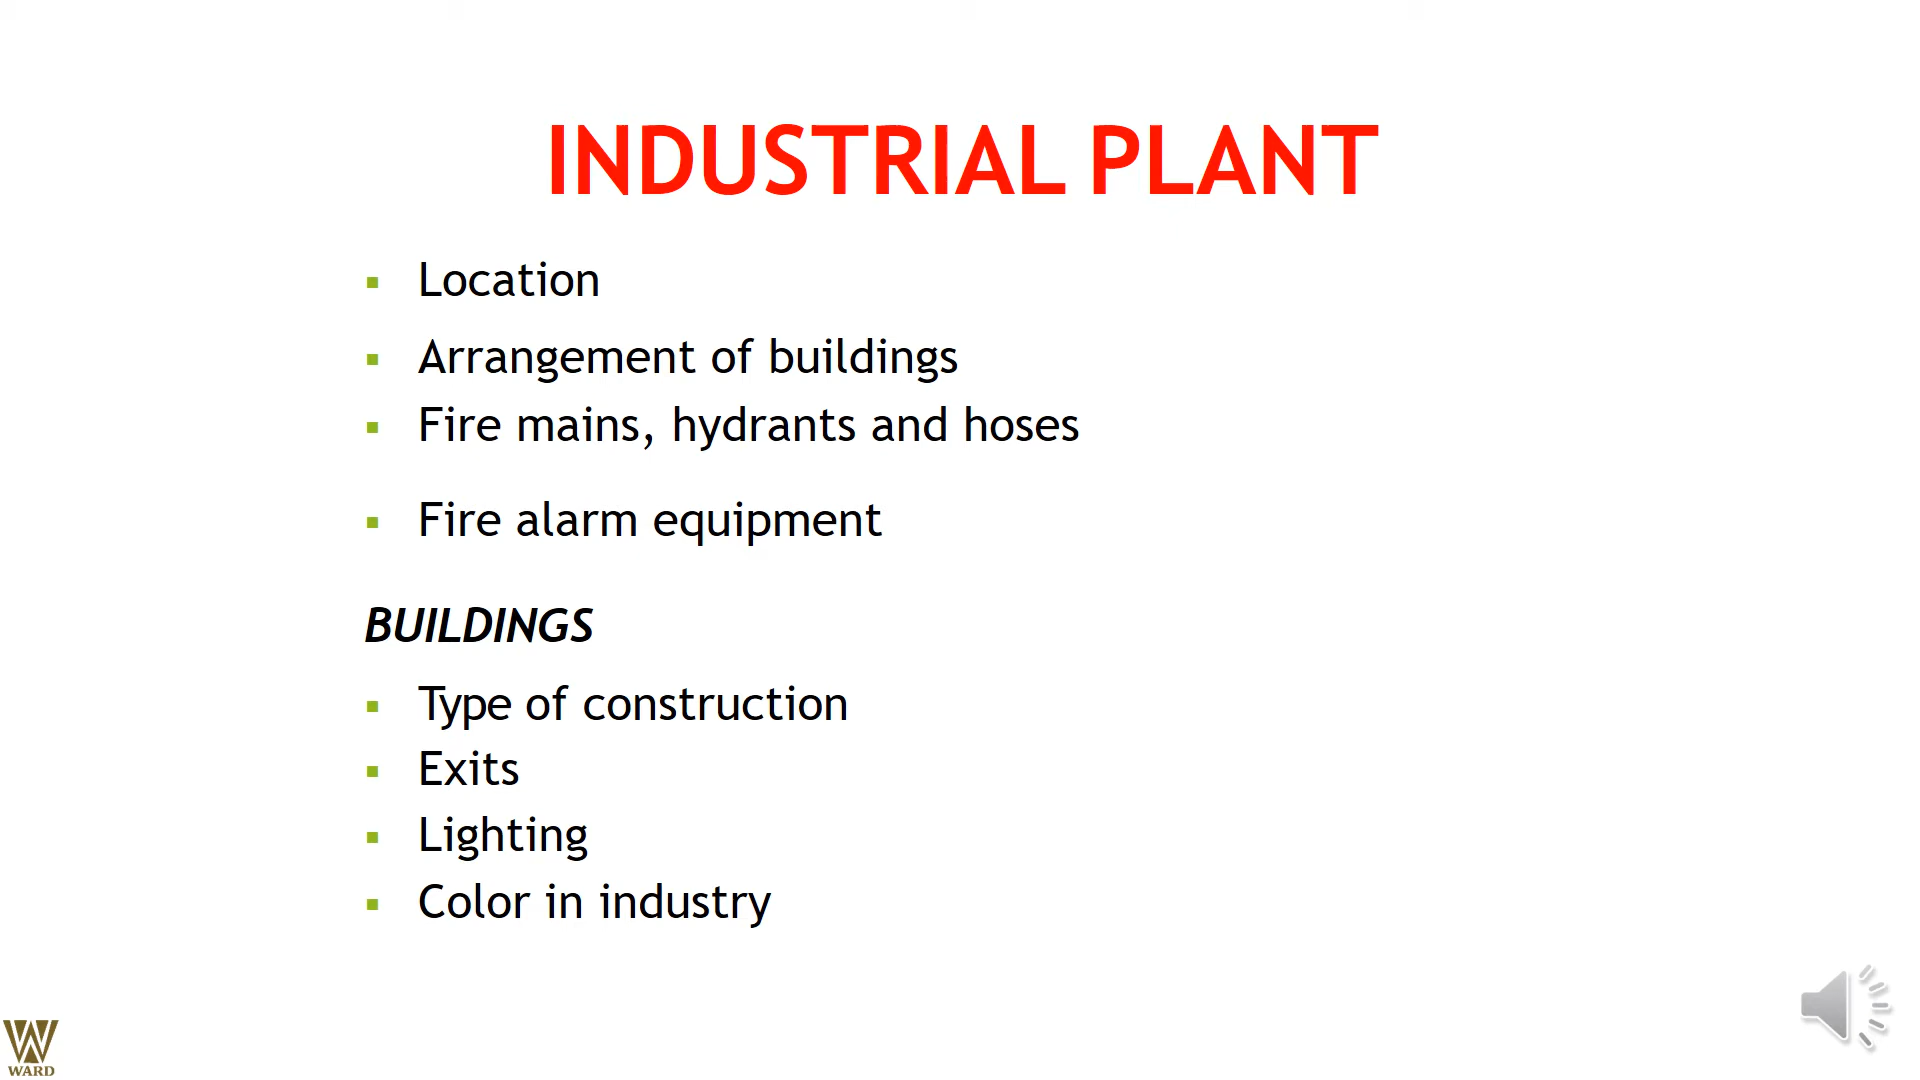 INDUSTRIAL PLANT
▪ Location
▪ Arrangement of buildings
▪ Fire mains, hydrants and hoses
▪ Fire alarm equipment
BUILDINGS
▪ Type of construction
▪ Exits
▪ Lighting
▪ Color in industry
WARD